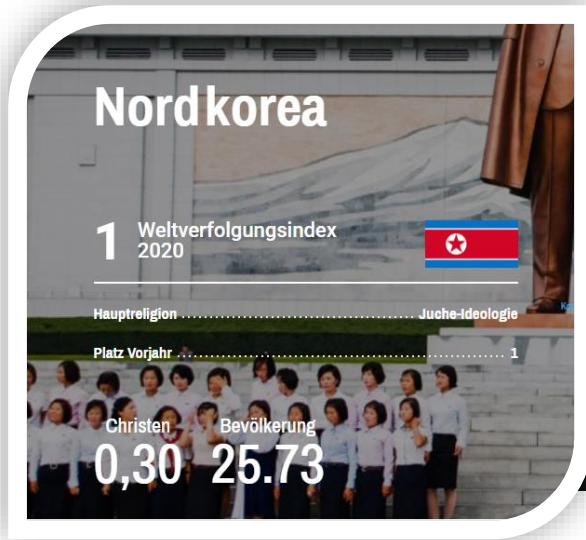 Nordkorea
1 Weltverfolgungsindex
2020
Hauptreligion ........................................ Juche-Ideologie
Platz Vorjahr ........................................................ 1
Christen Bevölkerung
0,30 25.73